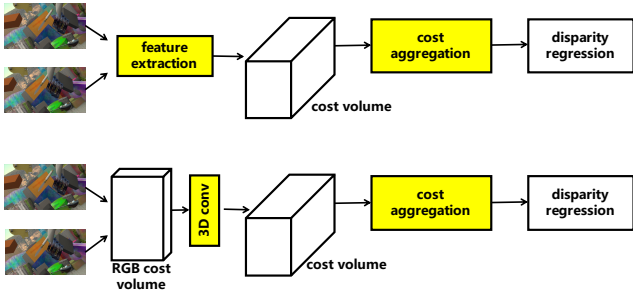 feature
extraction
cost volume
cost
aggregation
disparity
regression
RGB cost
volume
3D conv
cost volume
cost
aggregation
disparity
regression